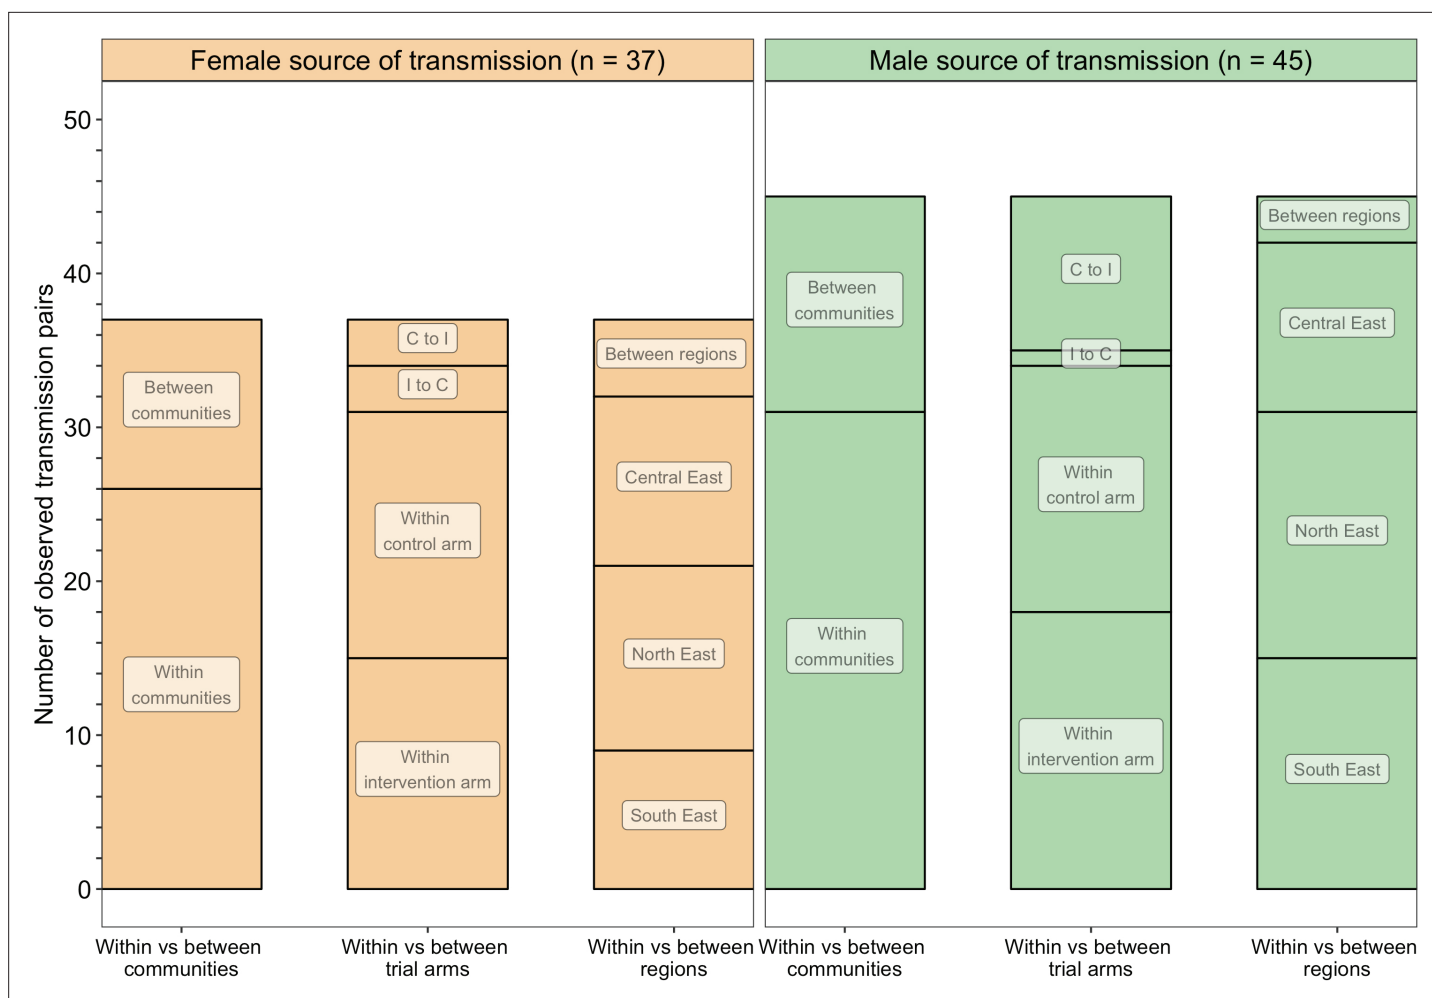 Female source of transmission (n = 37)
Male source of transmission (n = 45)
Number of observed transmission pairs
50
40
30
20
10
0
Between
communities
Within
communities
C to I
I to C
Within
control arm
Within
intervention arm
Between regions
Central East
North East
South East
Between
communities
Within
communities
C to I
I to C
Within
control arm
Within
intervention arm
Between regions
Central East
North East
South East
Within vs between
communities
Within vs between
trial arms
Within vs between
regions
Within vs between
communities
Within vs between
trial arms
Within vs between
regions